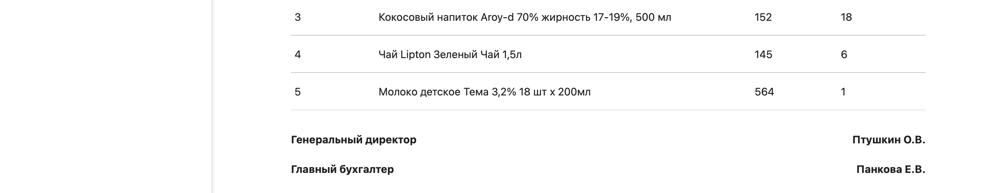 3 Кокосовый напиток Aroy-d 70% жирность 17-19%, 500 мл 152 18
4 Чай Lipton Зеленый Чай 1,5л 145 6
5 Молоко детское Тема 3,2% 18 шт х 200мл 564 1
Генеральный директор Птушкин О.В.
Главный бухгалтер Панкова Е.В.